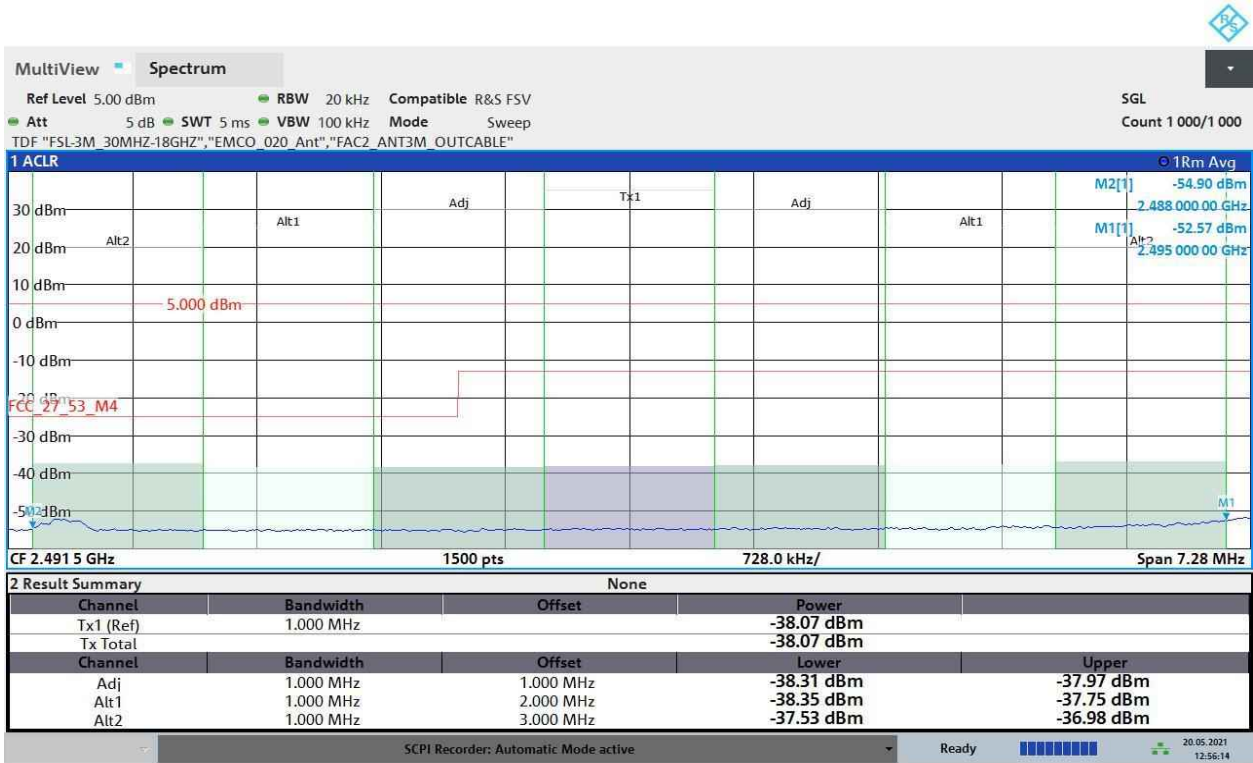 R S
MultiView Spectrum
Ref Level 5.00 dBm RBW 20 kHz Compatible R&S FSV SGL
Att 5 dB SWT 5 ms VBW 100 kHz Mode Sweep Count 1 000/1 000
TDF "FSL-3M_30MHZ-18GHZ","EMCO_020_Ant","FAC2_ANT3M_OUTCABLE"
1 ACLR 1Rm Avg
M2[1] -54.90 dBm
2.488 000 00 GHz
M1[1] -52.57 dBm
2.495 000 00 GHz
Alt2 Alt1 Adj Tx1 Adj Alt1 Alt2
30 dBm
20 dBm
10 dBm
5.000 dBm
0 dBm
-10 dBm
-20 dBm
FCC_27_53_M4
-30 dBm
-40 dBm
M2 M1
CF 2.491 5 GHz 1500 pts 728.0 kHz/ Span 7.28 MHz
2 Result Summary None
Channel Bandwidth Offset Power
Tx1 (Ref) 1.000 MHz -38.07 dBm
Tx Total -38.07 dBm
Channel Bandwidth Offset Lower Upper
Adj 1.000 MHz 1.000 MHz -38.31 dBm -37.97 dBm
Alt1 1.000 MHz 2.000 MHz -38.35 dBm -37.75 dBm
Alt2 1.000 MHz 3.000 MHz -37.53 dBm -36.98 dBm
SCPI Recorder: Automatic Mode active Ready 20.05.2021
12:56:14